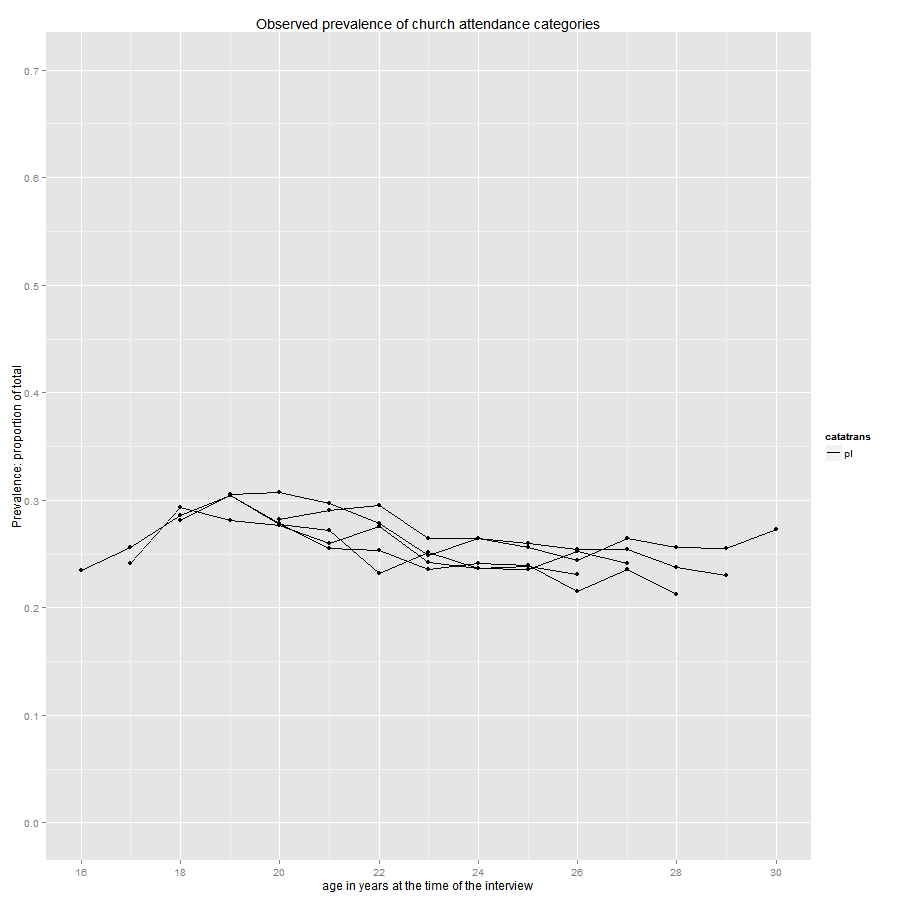 Observed prevalence of church attendance categories
0.7
0.6
0.5
0.4
0.3
0.2
0.1
0.0
Prevalence: proportion of total
16 18 20 22 24 26 28 30
age in years at the time of the interview
catatrans
pl